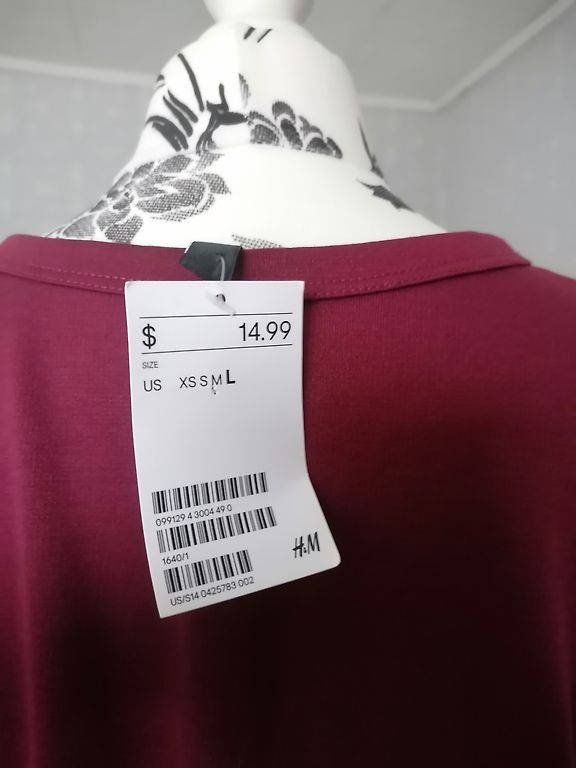 $ 14.99
SIZE
US XS S M L
099129 4 3004 49 0
1640/1
H&M
US/S14 0425783 002